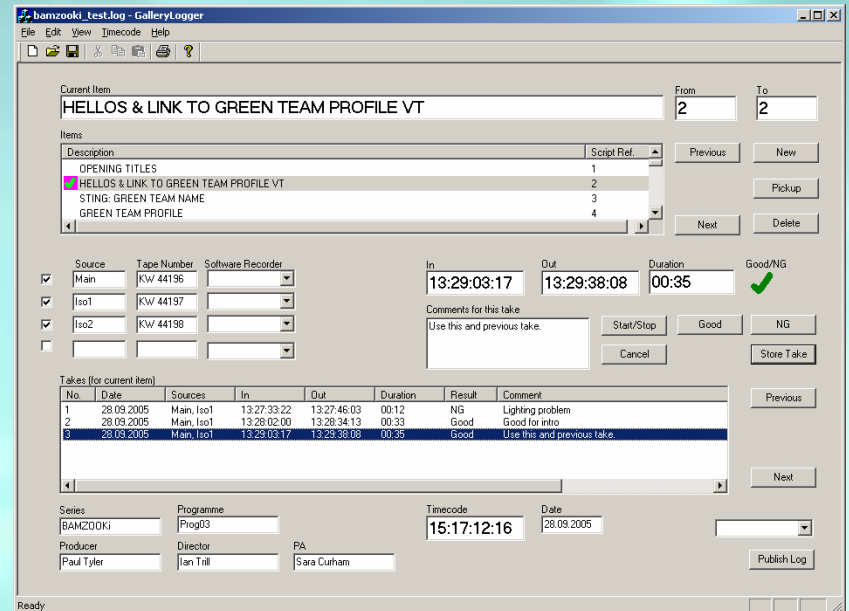 bamzooki_test.log - GalleryLogger
File Edit View Timecode Help
Current Item
From
To
HELLOS & LINK TO GREEN TEAM PROFILE VT
2
2
Items
Description
Script Ref.
OPENING TITLES
1
HELLOS & LINK TO GREEN TEAM PROFILE VT
2
STING: GREEN TEAM NAME
3
GREEN TEAM PROFILE
4
Previous
New
Pickup
Next
Delete
Source
Tape Number
Software Recorder
Main
KW 44196
Iso1
KW 44197
Iso2
KW 44198
In
Out
Duration
Good/NG
13:29:03:17
13:29:38:08
00:35
Comments for this take
Use this and previous take.
Start/Stop
Good
NG
Cancel
Store Take
Takes (for current item)
No. Date Sources In Out Duration Result Comment
1 28.09.2005 Main, Iso1 13:27:33:22 13:27:46:03 00:12 NG Lighting problem
2 28.09.2005 Main, Iso1 13:28:02:00 13:28:34:13 00:33 Good Good for intro
3 28.09.2005 Main, Iso1 13:29:03:17 13:29:38:08 00:35 Good Use this and previous take.
Previous
Next
Series
Programme
BAMZOOKi
Prog03
Timecode
Date
15:17:12:16
28.09.2005
Producer
Director
PA
Paul Tyler
Ian Trill
Sara Curham
Publish Log
Ready